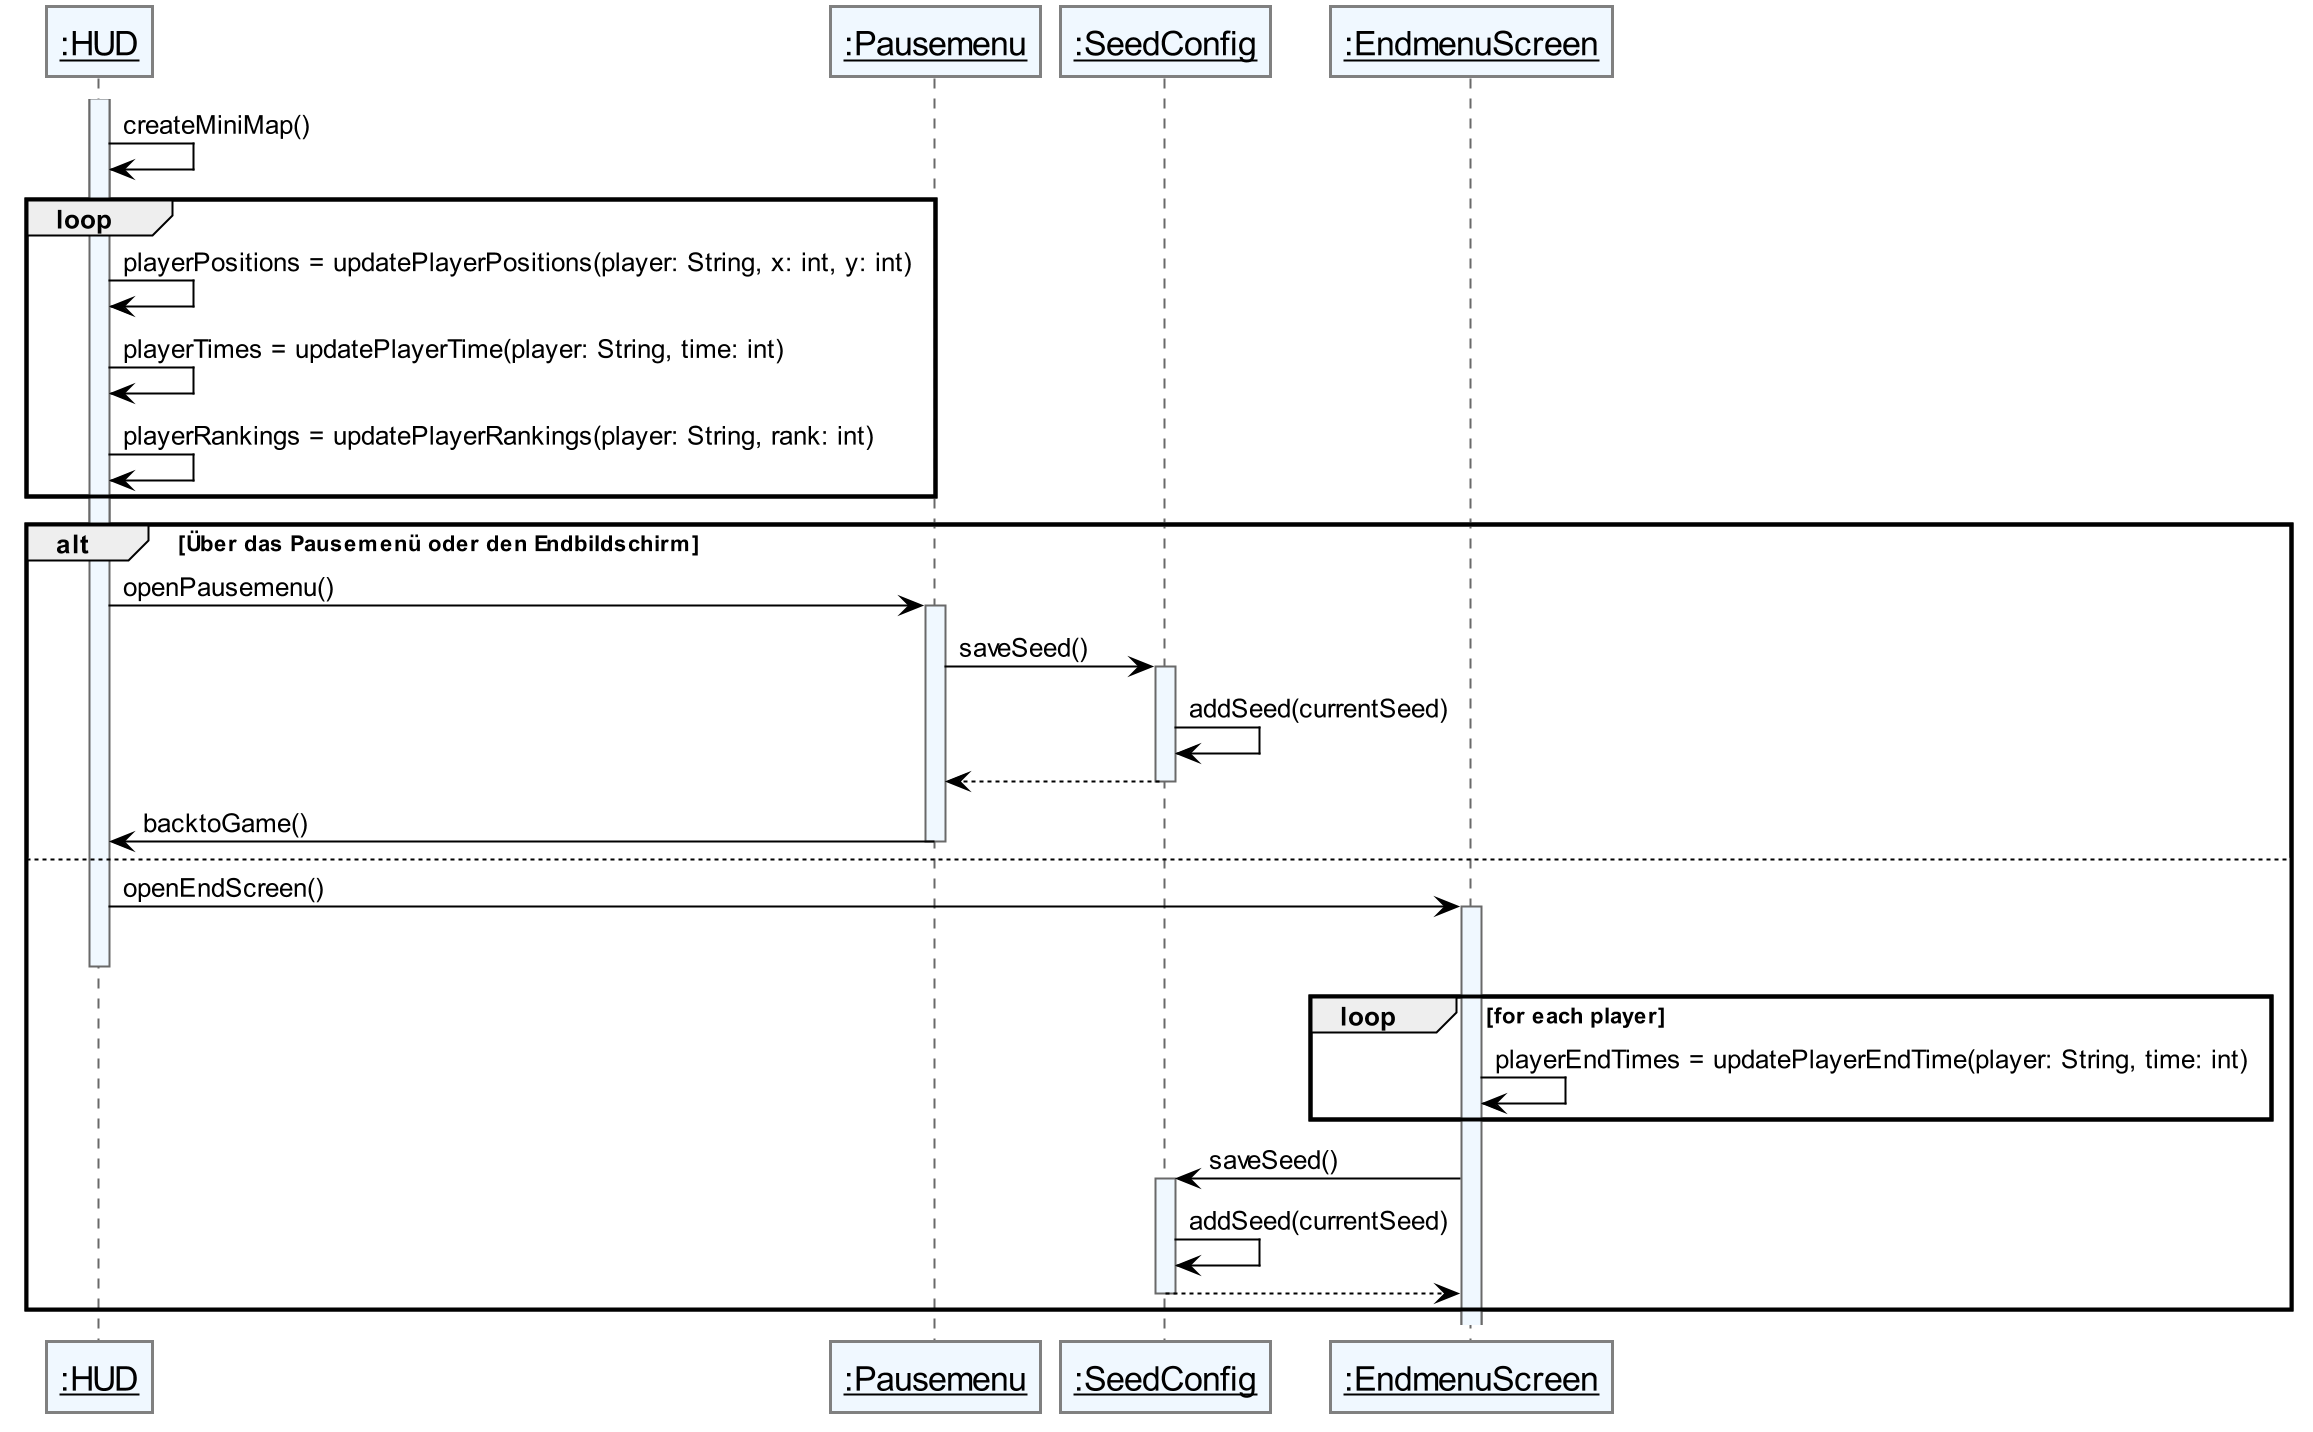 :HUD
:Pausemenu
:SeedConfig
:EndmenuScreen
createMiniMap()
loop
playerPositions = updatePlayerPositions(player: String, x: int, y: int)
playerTimes = updatePlayerTime(player: String, time: int)
playerRankings = updatePlayerRankings(player: String, rank: int)
alt [Über das Pausemenü oder den Endbildschirm]
openPausemenu()
saveSeed()
addSeed(currentSeed)
backtoGame()
openEndScreen()
loop [for each player]
playerEndTimes = updatePlayerEndTime(player: String, time: int)
saveSeed()
addSeed(currentSeed)
:HUD
:Pausemenu
:SeedConfig
:EndmenuScreen